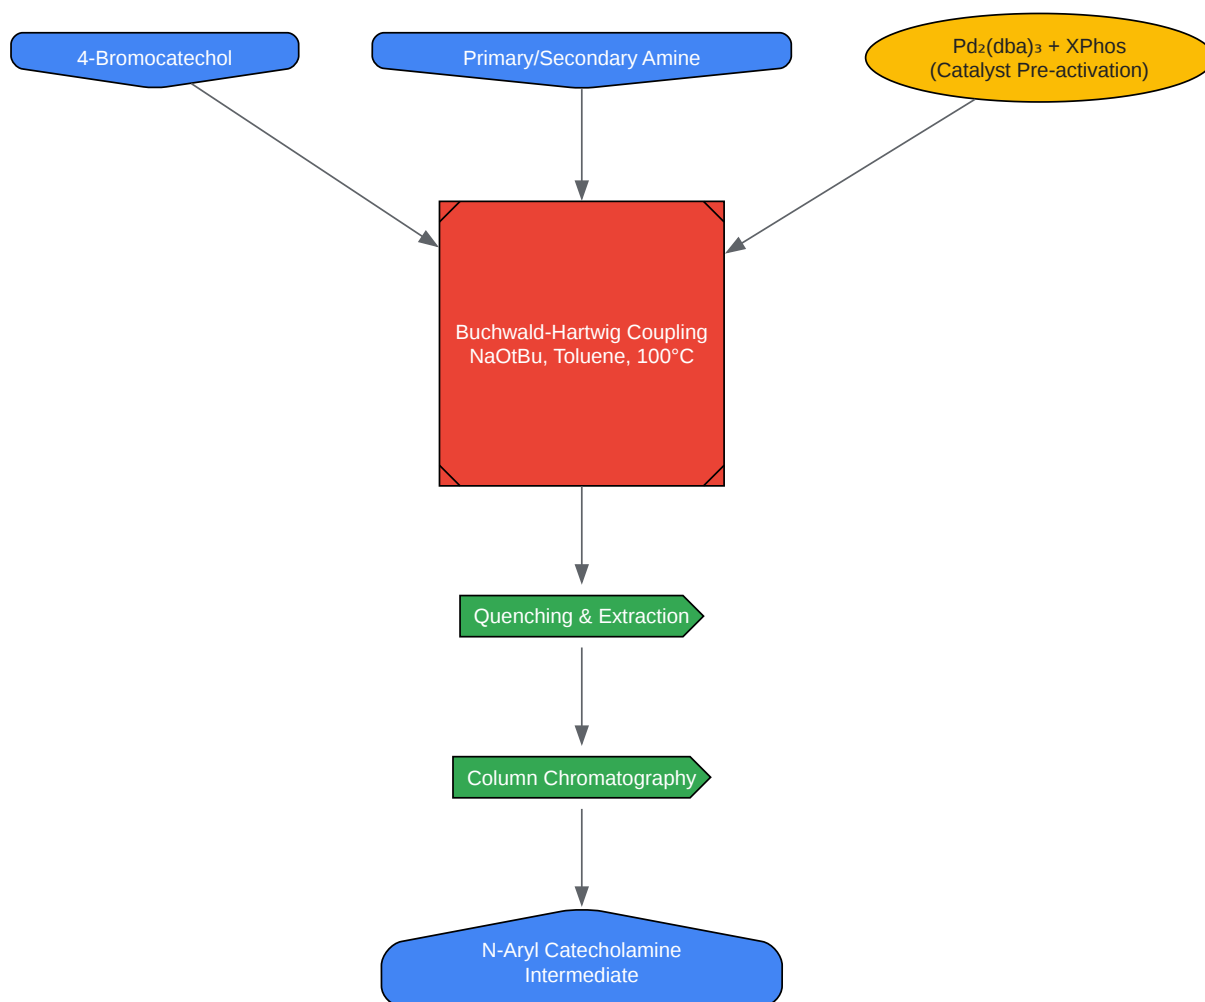 4-Bromocatechol
Primary/Secondary Amine
Pd₂(dba)₃ + XPhos
(Catalyst Pre-activation)
Buchwald-Hartwig Coupling
NaOtBu, Toluene, 100°C
Quenching & Extraction
Column Chromatography
N-Aryl Catecholamine
Intermediate